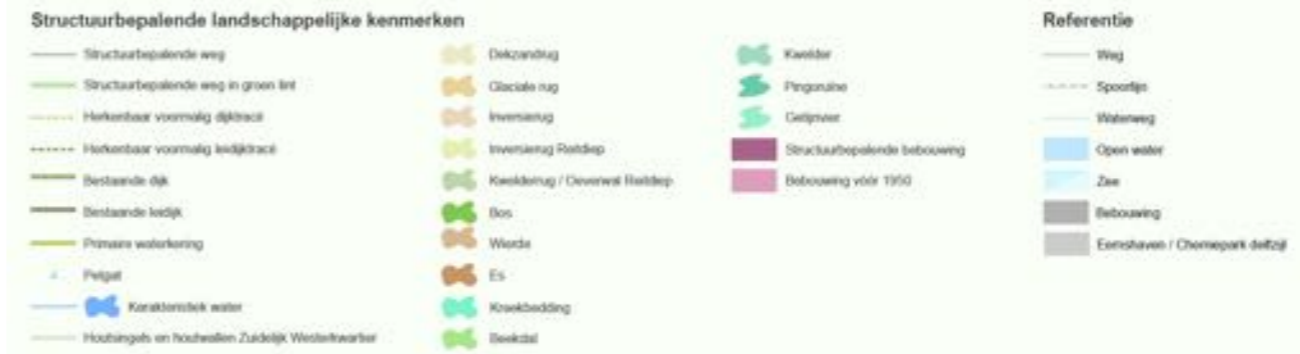 Structuurbepalende landschappelijke kenmerken
Structuurbepalende weg
Structuurbepalende weg in groen lint
Herkenbaar voormalig dijktracé
Herkenbaar voormalig leidijktracé
Bestaande dijk
Bestaande leidijk
Primaire waterkering
Petgat
Karakteristiek water
Houtsingels en houtwallen Zuidelijk Westerkwartier
Dekzandrug
Glaciale rug
Inversierug
Inversierug Reitdiep
Kwelderrug / Oeverwal Reitdiep
Bos
Wierde
Es
Kreekbedding
Beekdal
Kwelder
Pingoruïne
Getijrivier
Structuurbepalende bebouwing
Bebouwing vóór 1950
Referentie
Weg
Spoorlijn
Waterweg
Open water
Zee
Bebouwing
Eemshaven / Chemiepark delfzijl